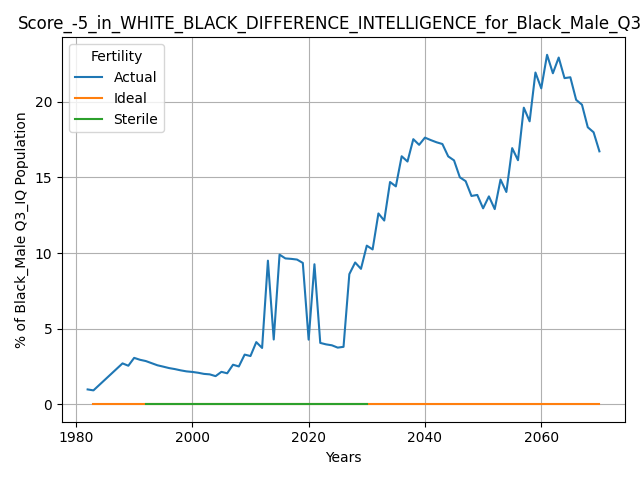 Score_-5_in_WHITE_BLACK_DIFFERENCE_INTELLIGENCE_for_Black_Male_Q3
Fertility
Actual
Ideal
Sterile
% of Black_Male Q3_IQ Population
20
15
10
5
0
1980 2000 2020 2040 2060
Years